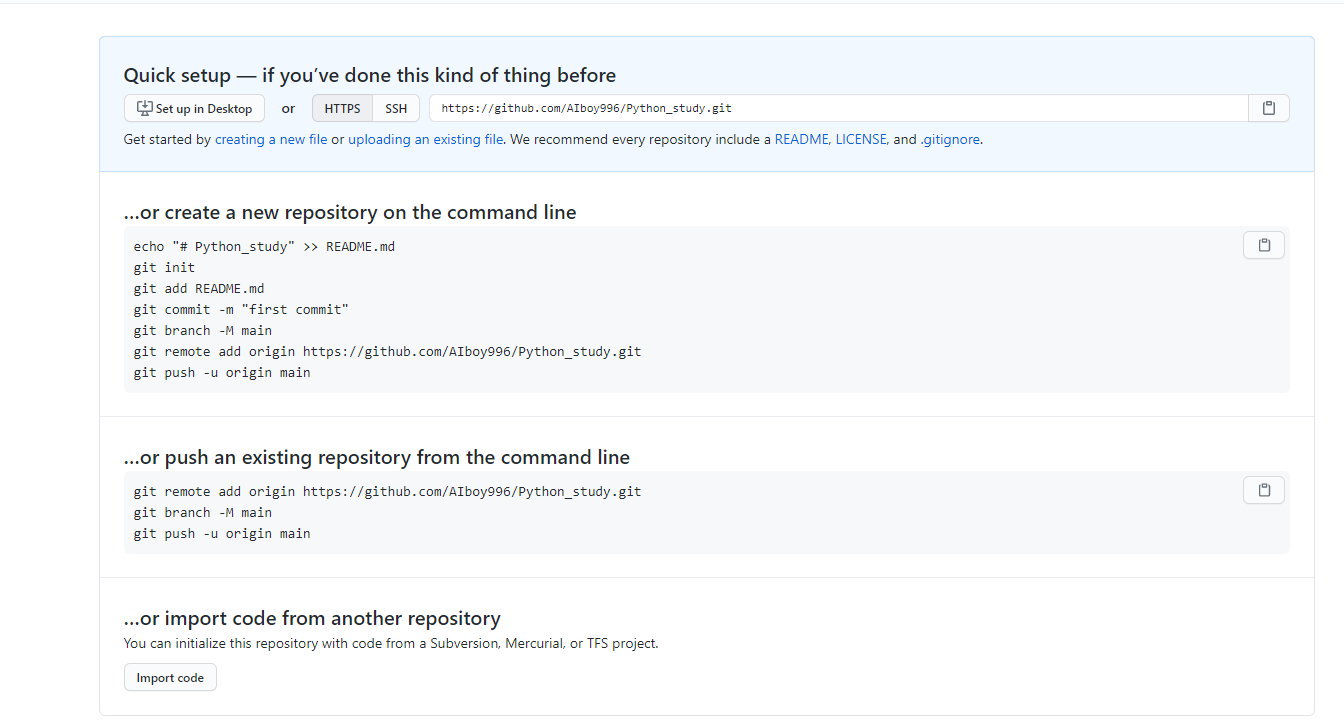 Quick setup — if you’ve done this kind of thing before
Set up in Desktop or HTTPS SSH https://github.com/AIboy996/Python_study.git
Get started by creating a new file or uploading an existing file. We recommend every repository include a README, LICENSE, and .gitignore.
…or create a new repository on the command line
echo "# Python_study" >> README.md
git init
git add README.md
git commit -m "first commit"
git branch -M main
git remote add origin https://github.com/AIboy996/Python_study.git
git push -u origin main
…or push an existing repository from the command line
git remote add origin https://github.com/AIboy996/Python_study.git
git branch -M main
git push -u origin main
…or import code from another repository
You can initialize this repository with code from a Subversion, Mercurial, or TFS project.
Import code